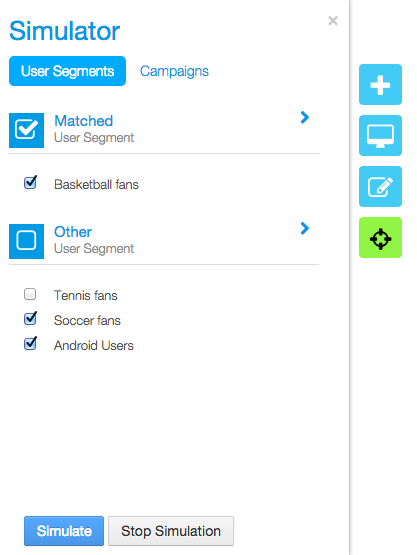 Simulator
User Segments Campaigns
Matched
User Segment
Basketball fans
Other
User Segment
Tennis fans
Soccer fans
Android Users
Simulate Stop Simulation